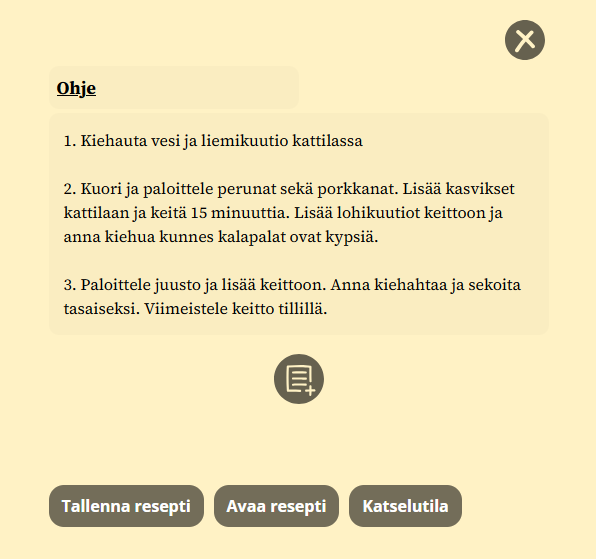 Ohje
1. Kiehauta vesi ja liemikuutio kattilassa
2. Kuori ja paloittele perunat sekä porkkanat. Lisää kasvikset
kattilaan ja keitä 15 minuuttia. Lisää lohikuutiot keittoon ja
anna kiehua kunnes kalapalat ovat kypsiä.
3. Paloittele juusto ja lisää keittoon. Anna kiehahtaa ja sekoita
tasaiseksi. Viimeistele keitto tillillä.
Tallenna resepti Avaa resepti Katselutila